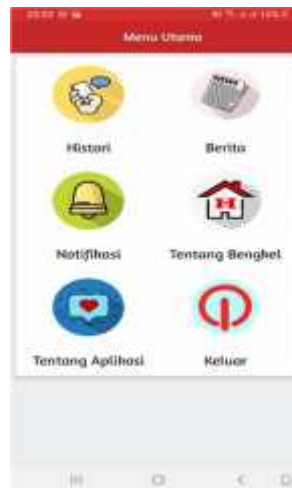 Menu Utama
Histori Berita
Notifikasi Tentang Bengkel
Tentang Aplikasi Keluar